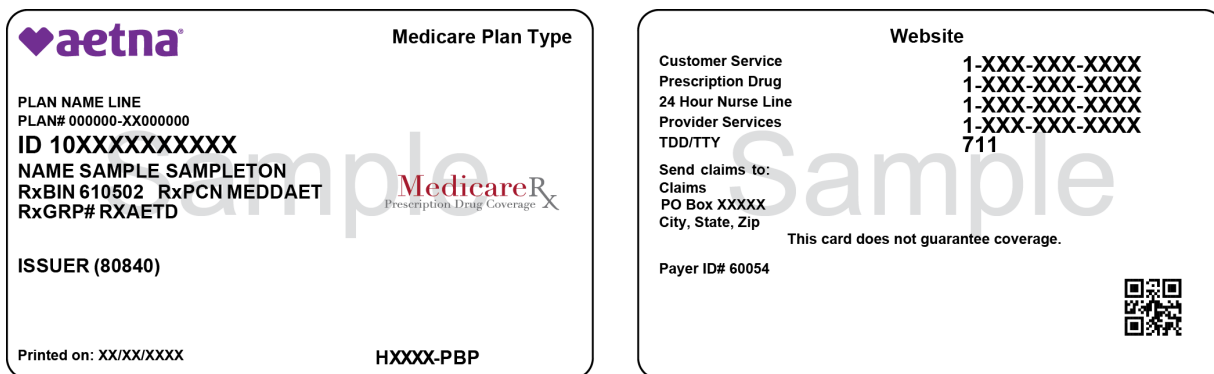 aetna
Medicare Plan Type
PLAN NAME LINE
PLAN# 000000-XX000000
ID 10XXXXXXXXXX
NAME SAMPLE SAMPLETON
RxBIN 610502 RxPCN MEDDAET
RxGRP# RXAETD
MedicareRx
Prescription Drug Coverage
ISSUER (80840)
Printed on: XX/XX/XXXX
HXXXX-PBP
Sample
Website
Customer Service 1-XXX-XXX-XXXX
Prescription Drug 1-XXX-XXX-XXXX
24 Hour Nurse Line 1-XXX-XXX-XXXX
Provider Services 1-XXX-XXX-XXXX
TDD/TTY 711
Send claims to:
Claims
PO Box XXXXX
City, State, Zip
This card does not guarantee coverage.
Payer ID# 60054
Sample